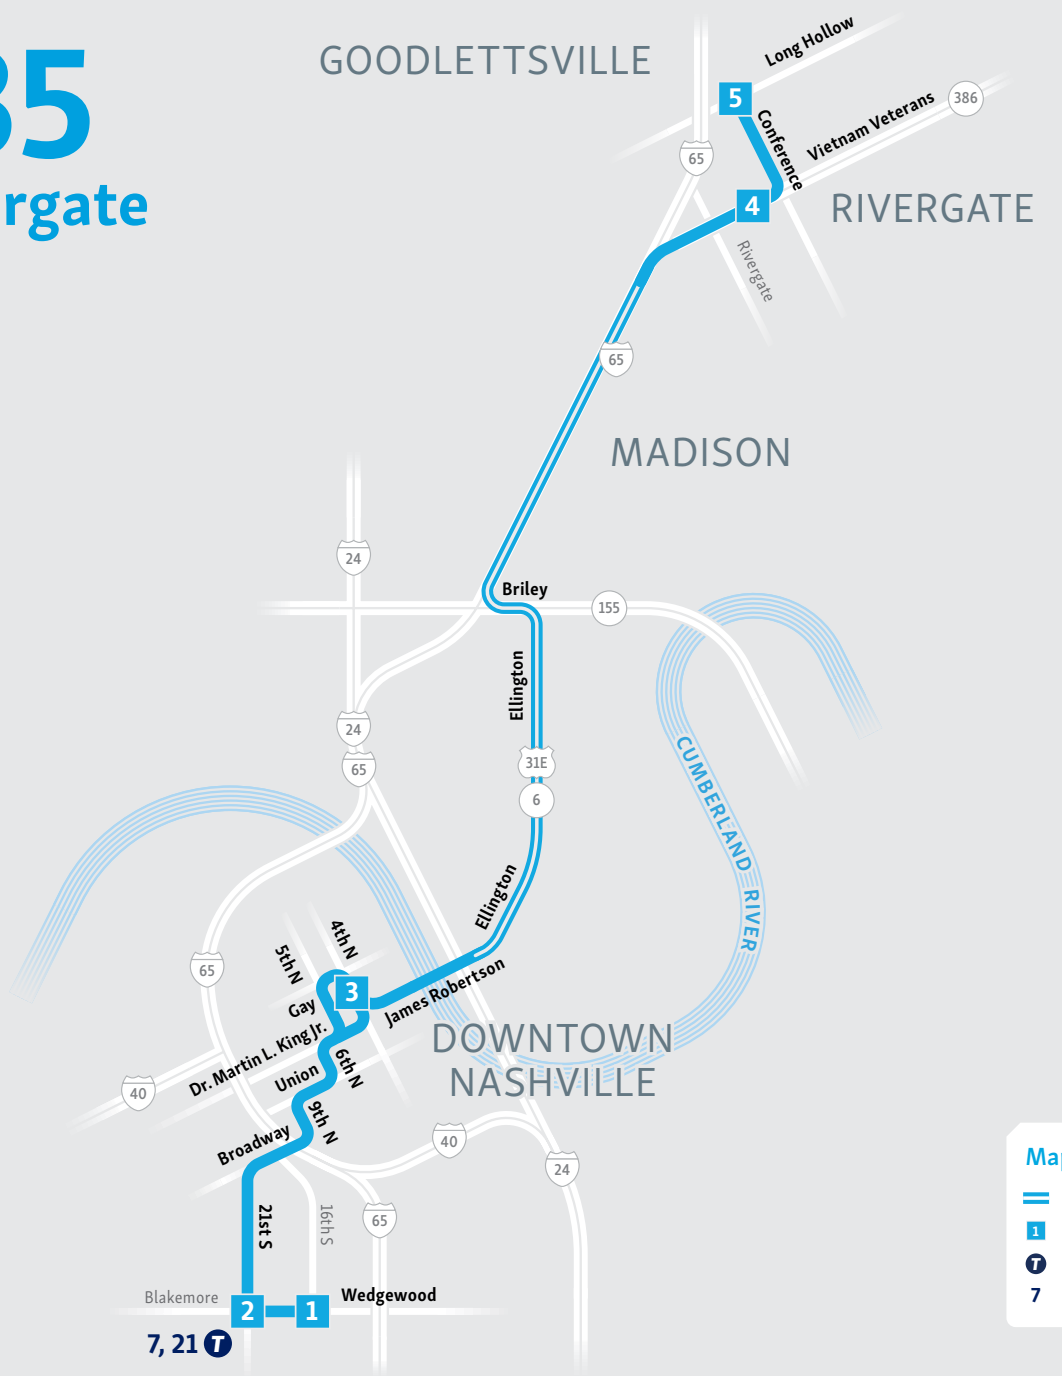 35
rgate
GOODLETTSVILLE
Long Hollow
5
Conference
Vietnam Veterans
386
65
4
RIVERGATE
Rivergate
65
MADISON
24
Briley
155
Ellington
24
65
31E
6
CUMBERLAND RIVER
Ellington
4th N
5th N
65
3
Gay
James Robertson
Dr. Martin L. King Jr.
DOWNTOWN
NASHVILLE
6th N
Union
40
9th N
Broadway
40
24
21st S
16th S
65
Blakemore
2
1
Wedgewood
7, 21 T
Ma
1
T
7